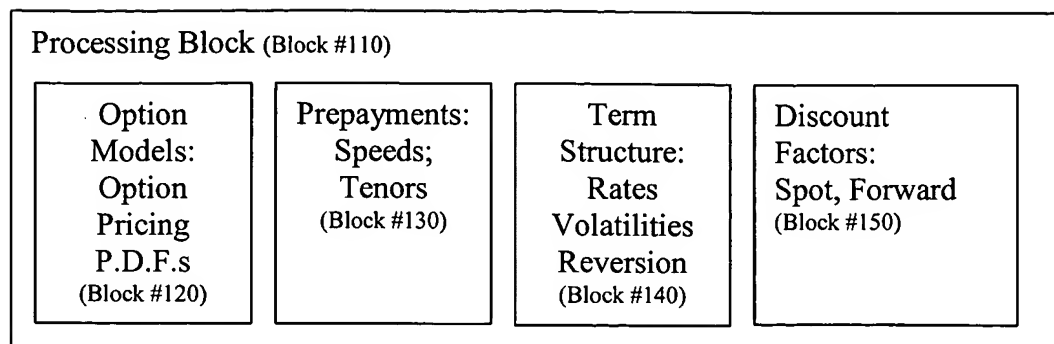 Processing Block (Block #110)
Option
Models:
Option
Pricing
P.D.F.s
(Block #120)
Prepayments:
Speeds;
Tenors
(Block #130)
Term
Structure:
Rates
Volatilities
Reversion
(Block #140)
Discount
Factors:
Spot, Forward
(Block #150)